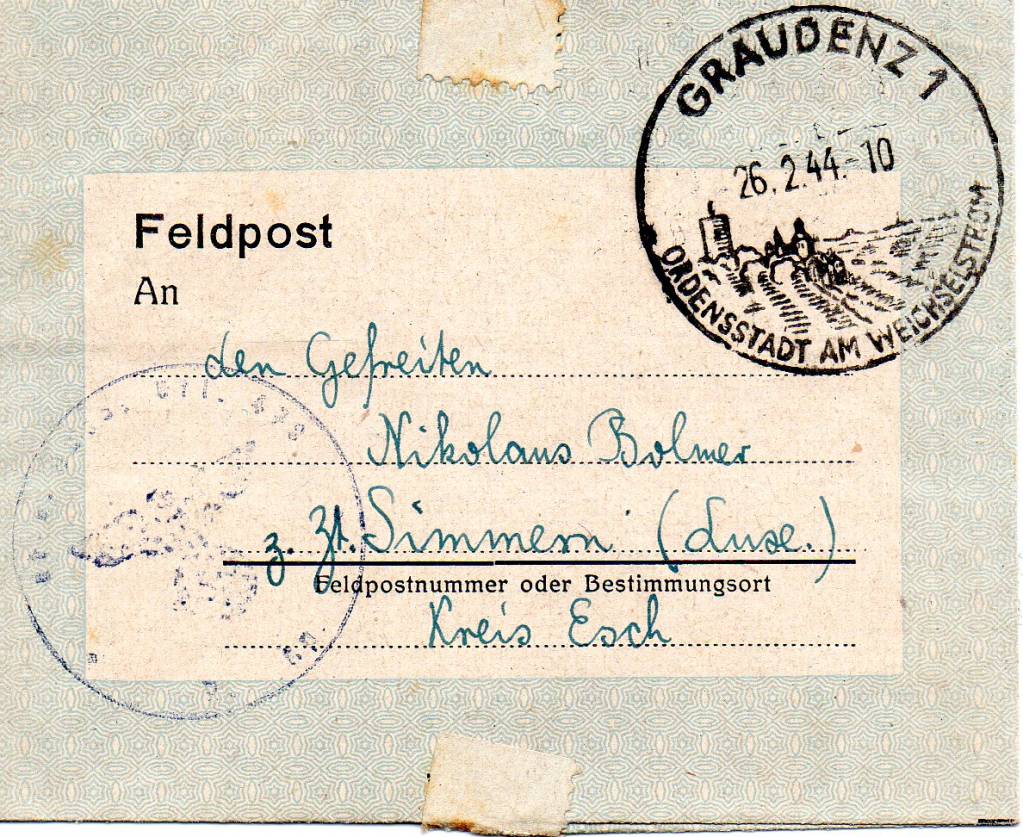 GRAUDENZ 1
26.2.44.-10
ORDENSSTADT AM WEICHSELSTROM
Feldpost
An
den Gefreiten
Nikolaus Bolmer
z. Zt. Simmern (Luxe.)
Feldpostnummer oder Bestimmungsort
Kreis Esch